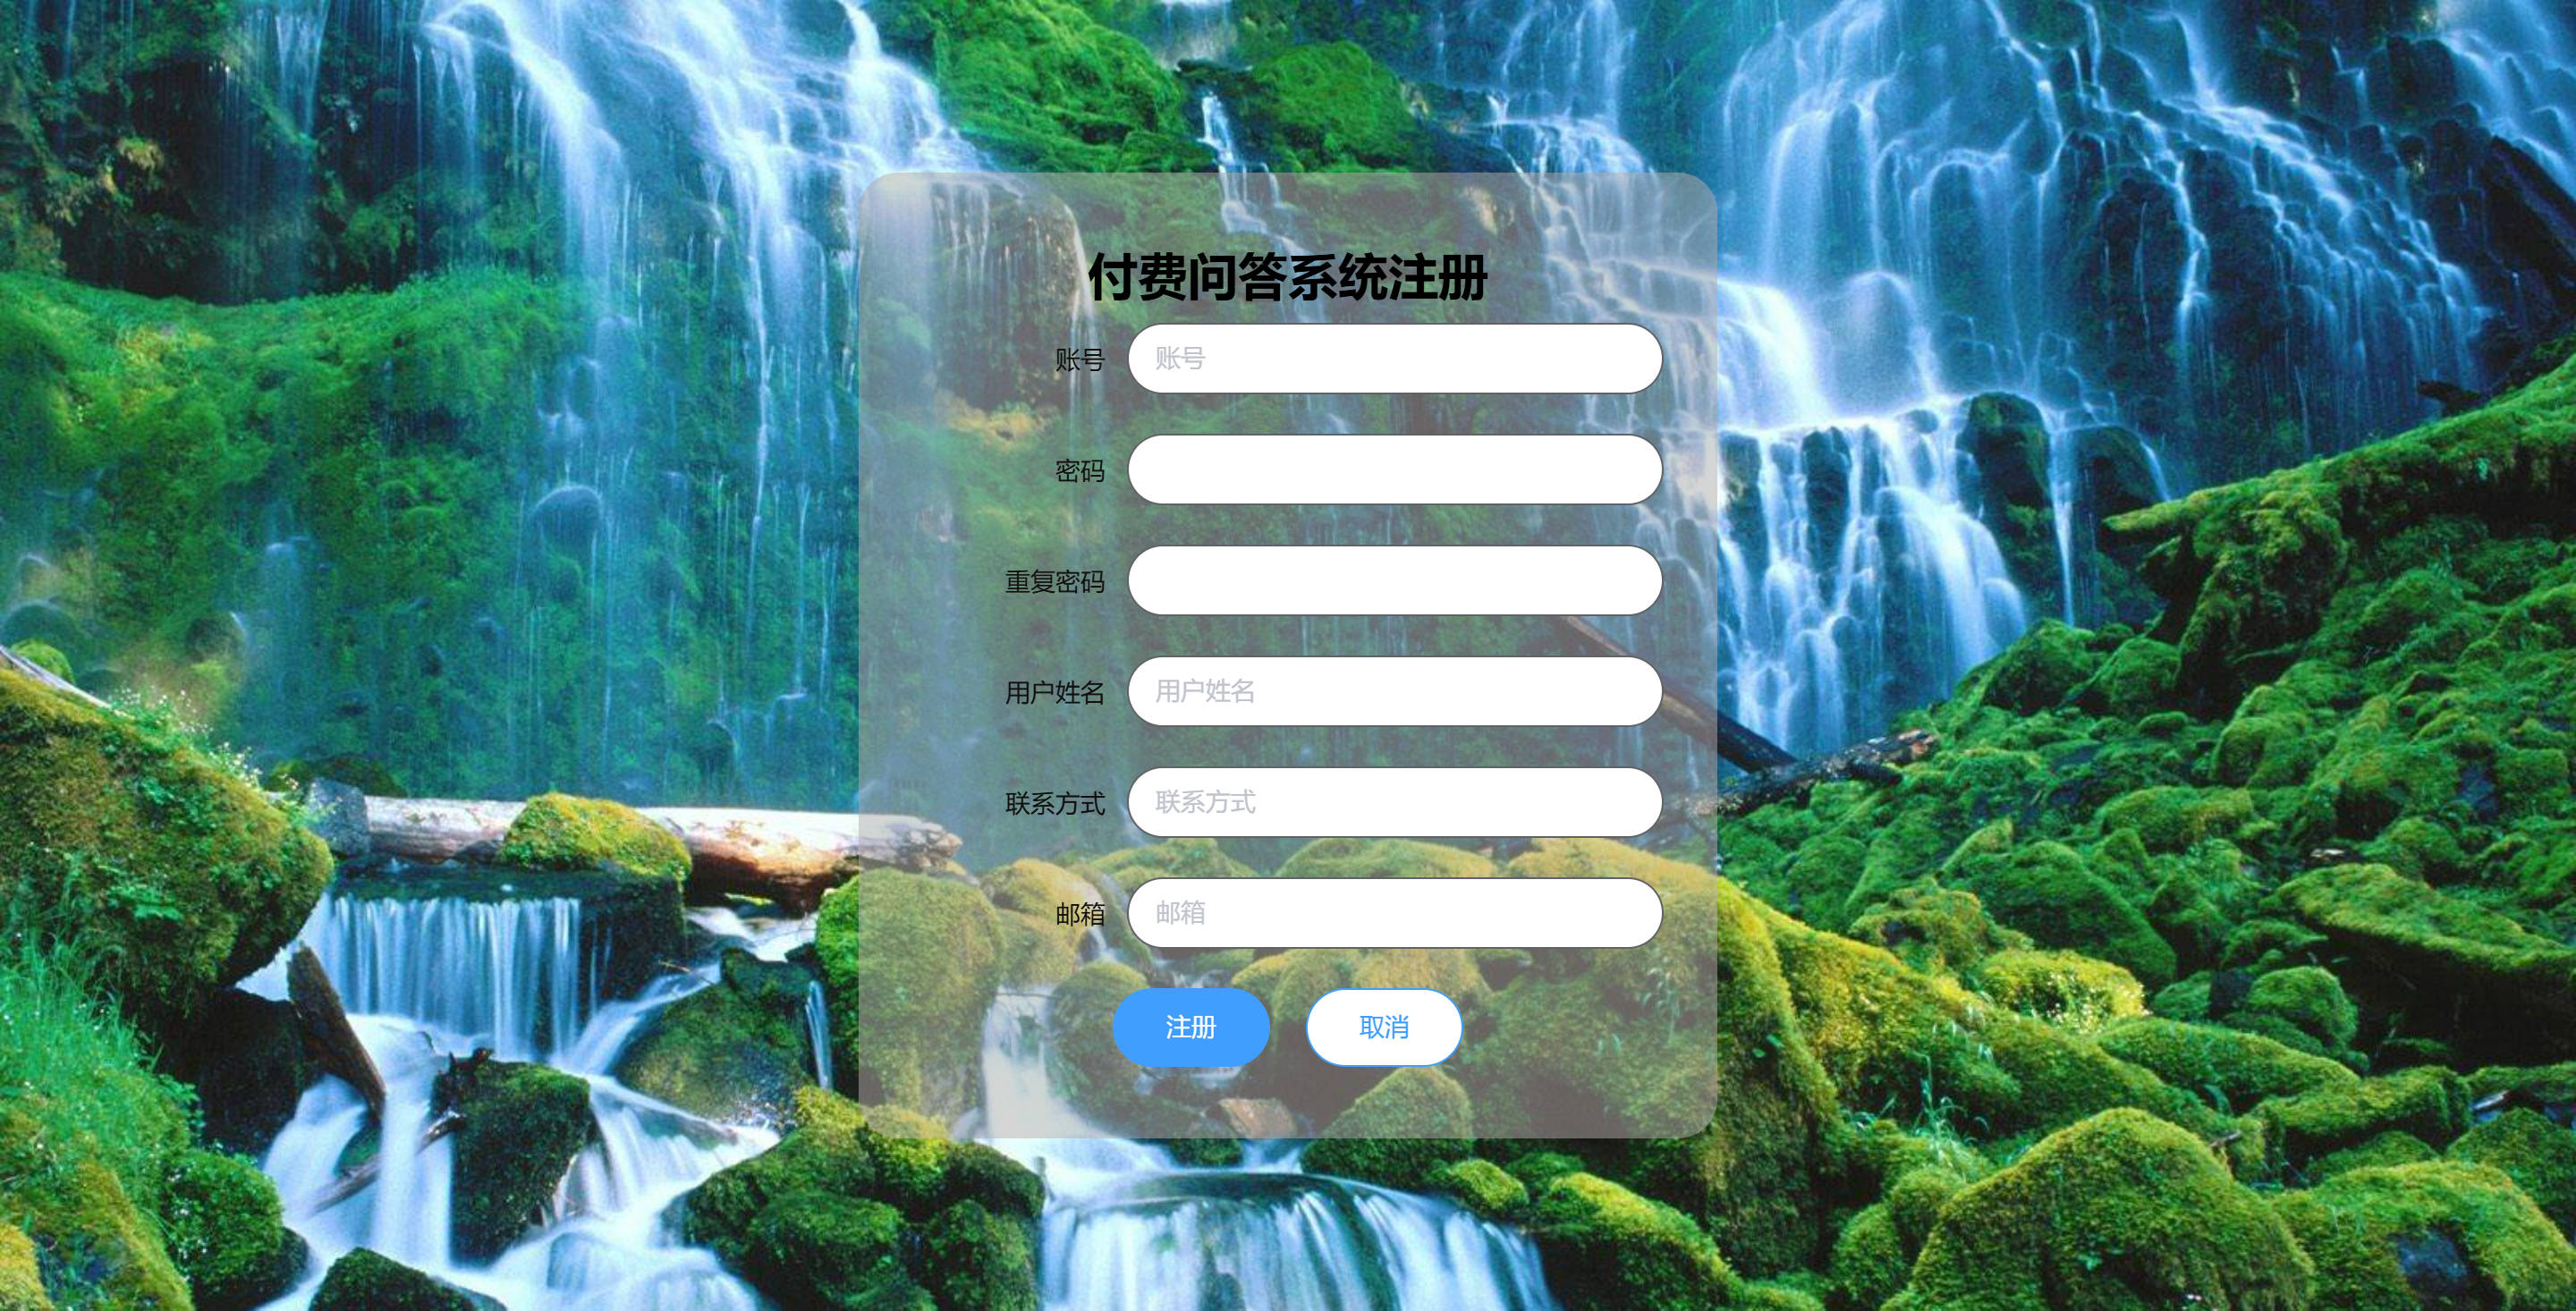 付费问答系统注册
账号 账号
密码
重复密码
用户姓名 用户姓名
联系方式 联系方式
邮箱 邮箱
注册 取消